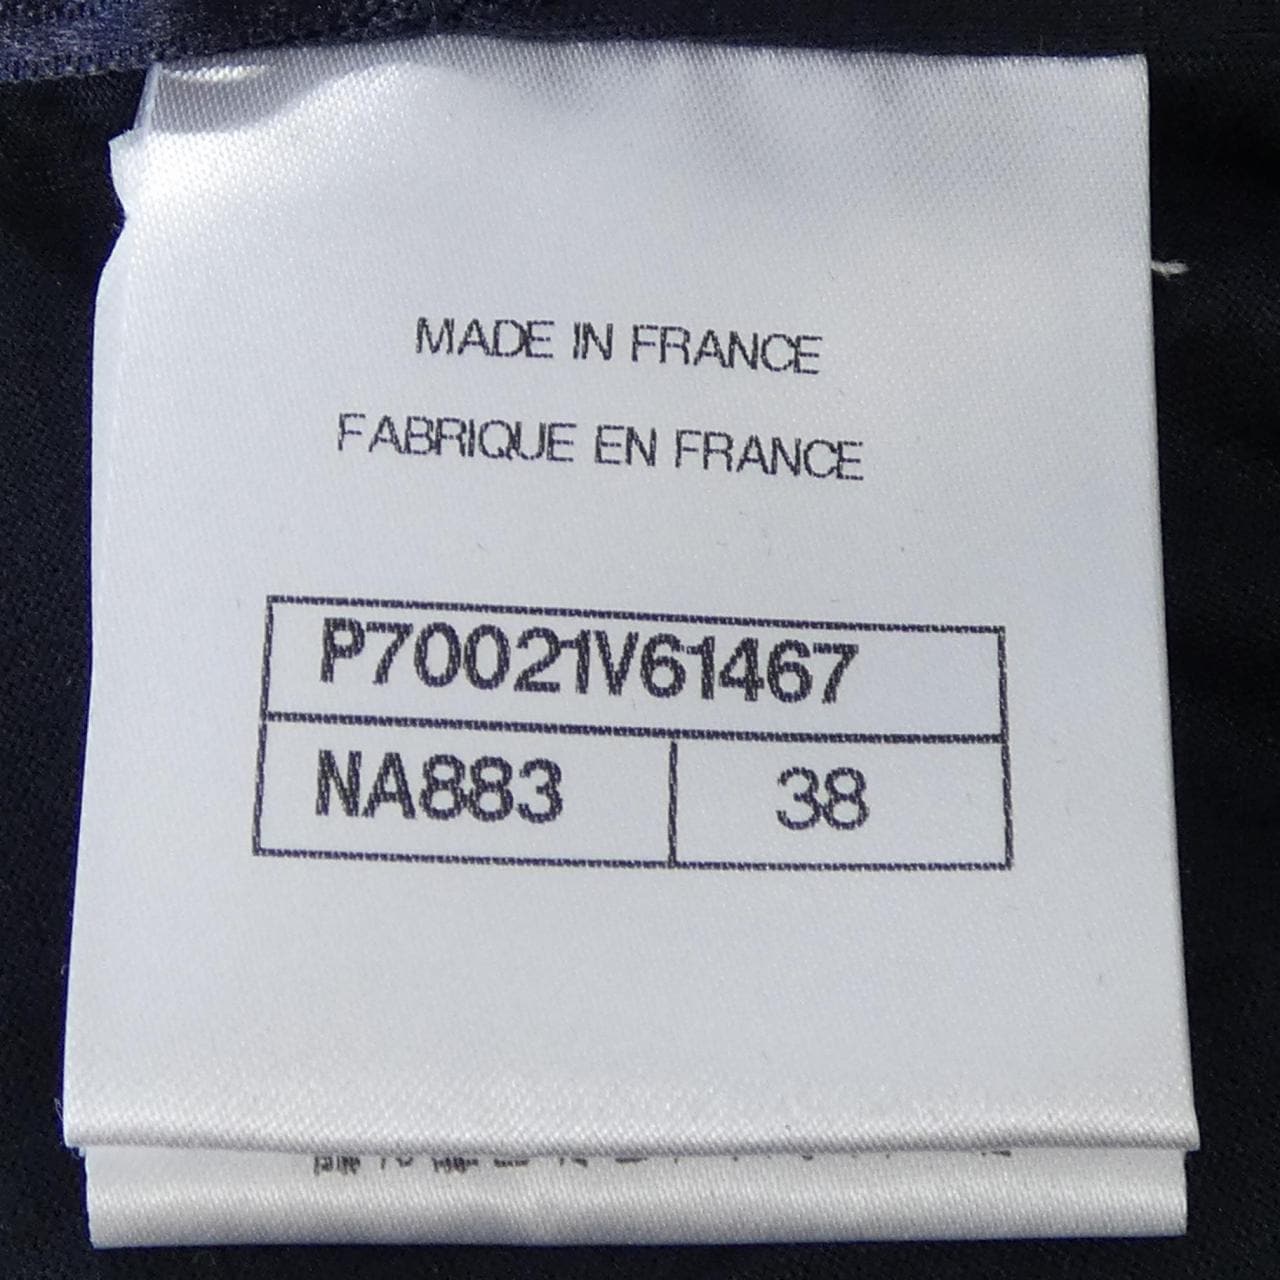 MADE IN FRANCE
FABRIQUE EN FRANCE
P70021V61467
NA883 38